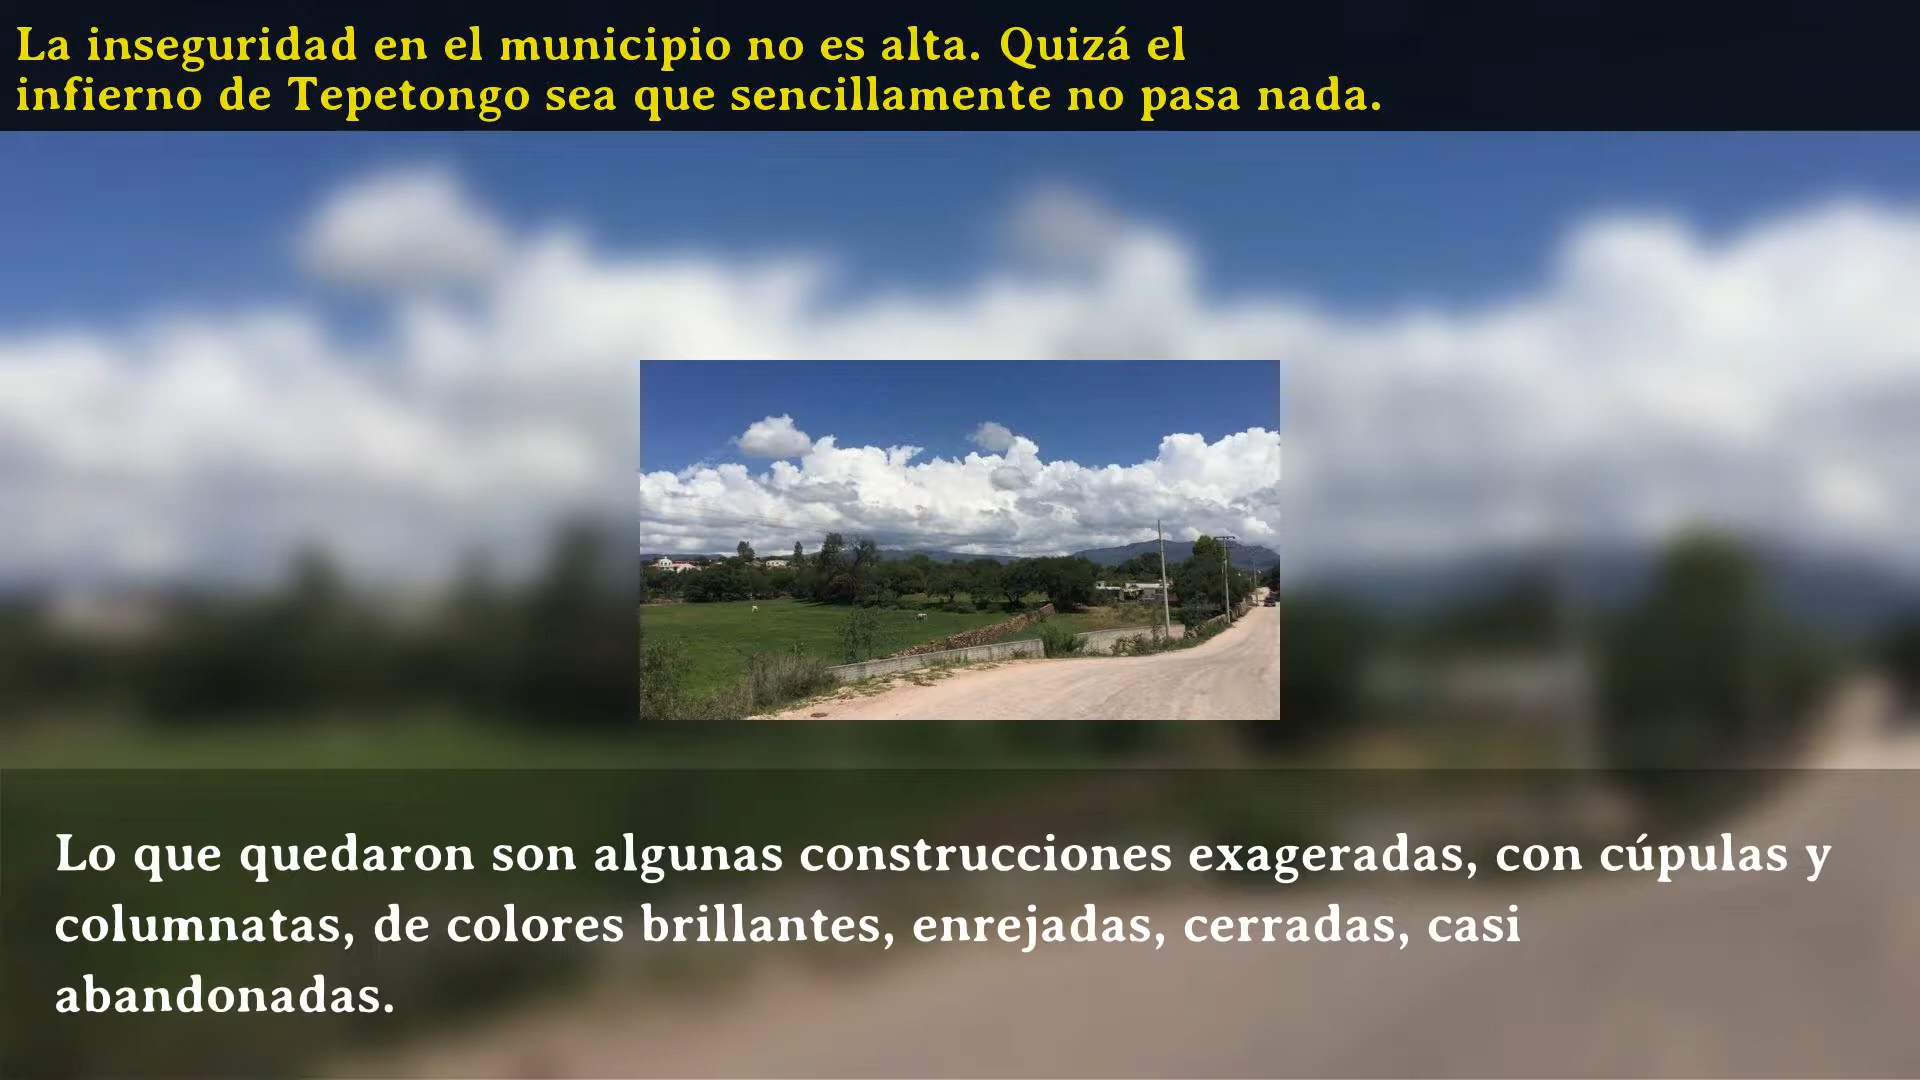 La inseguridad en el municipio no es alta. Quizá el
infierno de Tepetongo sea que sencillamente no pasa nada.
Lo que quedaron son algunas construcciones exageradas, con cúpulas y
columnatas, de colores brillantes, enrejadas, cerradas, casi
abandonadas.